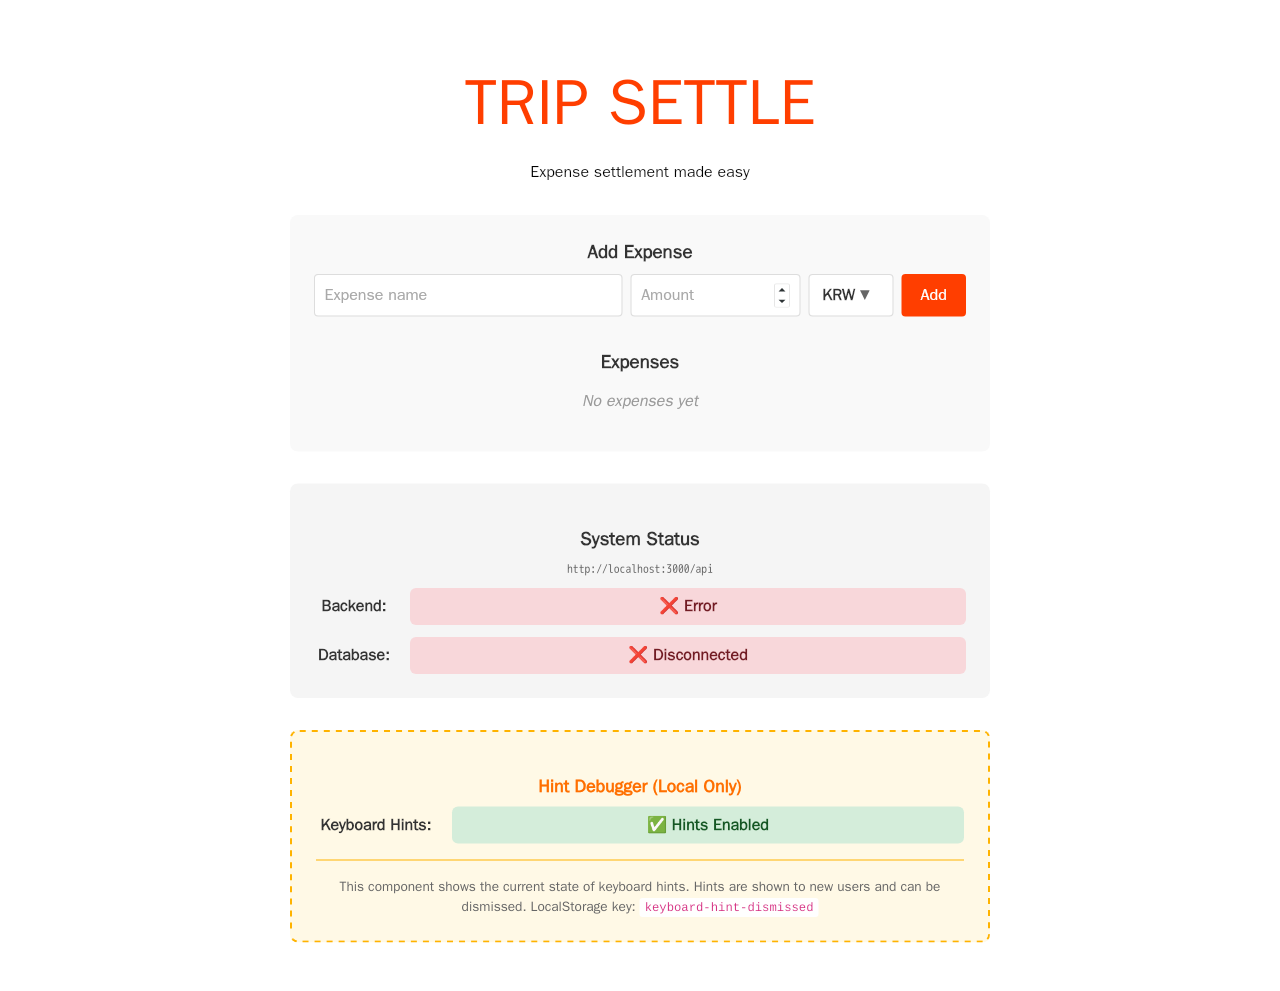 TRIP SETTLE
Expense settlement made easy
Add Expense
Expense name
Amount
KRW ▼
Add
Expenses
No expenses yet
System Status
http://localhost:3000/api
Backend:
❌ Error
Database:
❌ Disconnected
Hint Debugger (Local Only)
Keyboard Hints:
✅ Hints Enabled
This component shows the current state of keyboard hints. Hints are shown to new users and can be
dismissed. LocalStorage key: keyboard-hint-dismissed